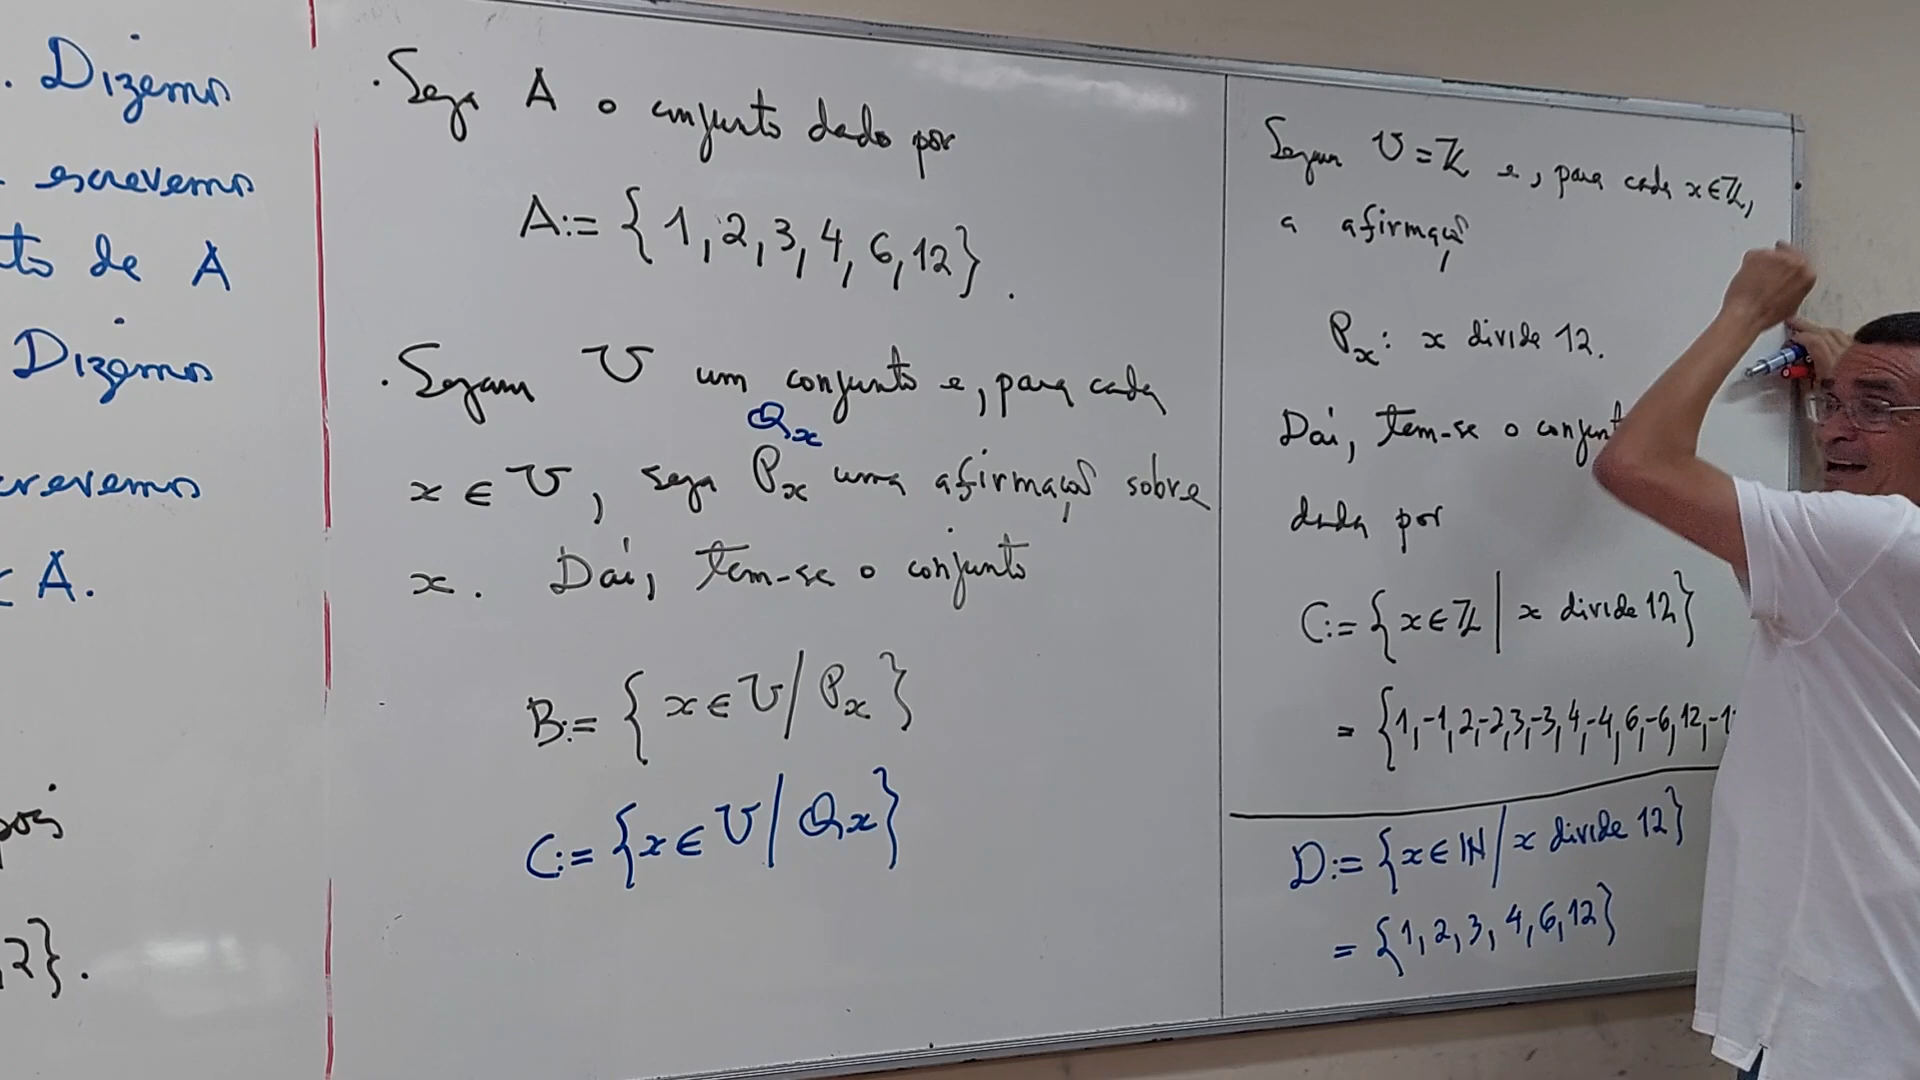 . Dizemos
escrevemos
to de A
Dizemos
crevemos
A.
pois
,2}.
· Seja A o conjunto dado por
A:= {1, 2, 3, 4, 6, 12}.
· Sejam U um conjunto e, para cada
Qx
x ∈ U, seja Px uma afirmação sobre
x. Daí, tem-se o conjunto
B:= {x ∈ U / Px}
C:= {x ∈ U / Qx}
Sejam U = ℤ e, para cada x ∈ ℤ,
a afirmação
Px: x divide 12.
Daí, tem-se o conjunt
dado por
C:= {x ∈ ℤ | x divide 12}
= {1, -1, 2, -2, 3, -3, 4, -4, 6, -6, 12, -1
D:= {x ∈ ℕ / x divide 12}
= {1, 2, 3, 4, 6, 12}